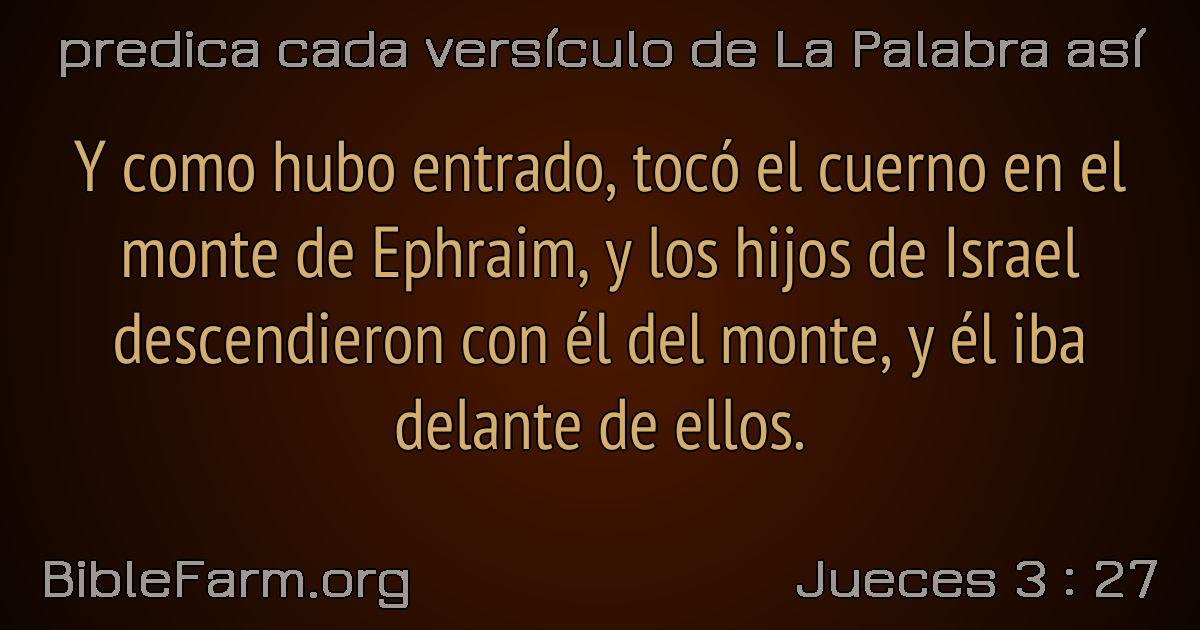 predica cada versículo de La Palabra así
Y como hubo entrado, tocó el cuerno en el
monte de Ephraim, y los hijos de Israel
descendieron con él del monte, y él iba
delante de ellos.
BibleFarm.org
Jueces 3 : 27